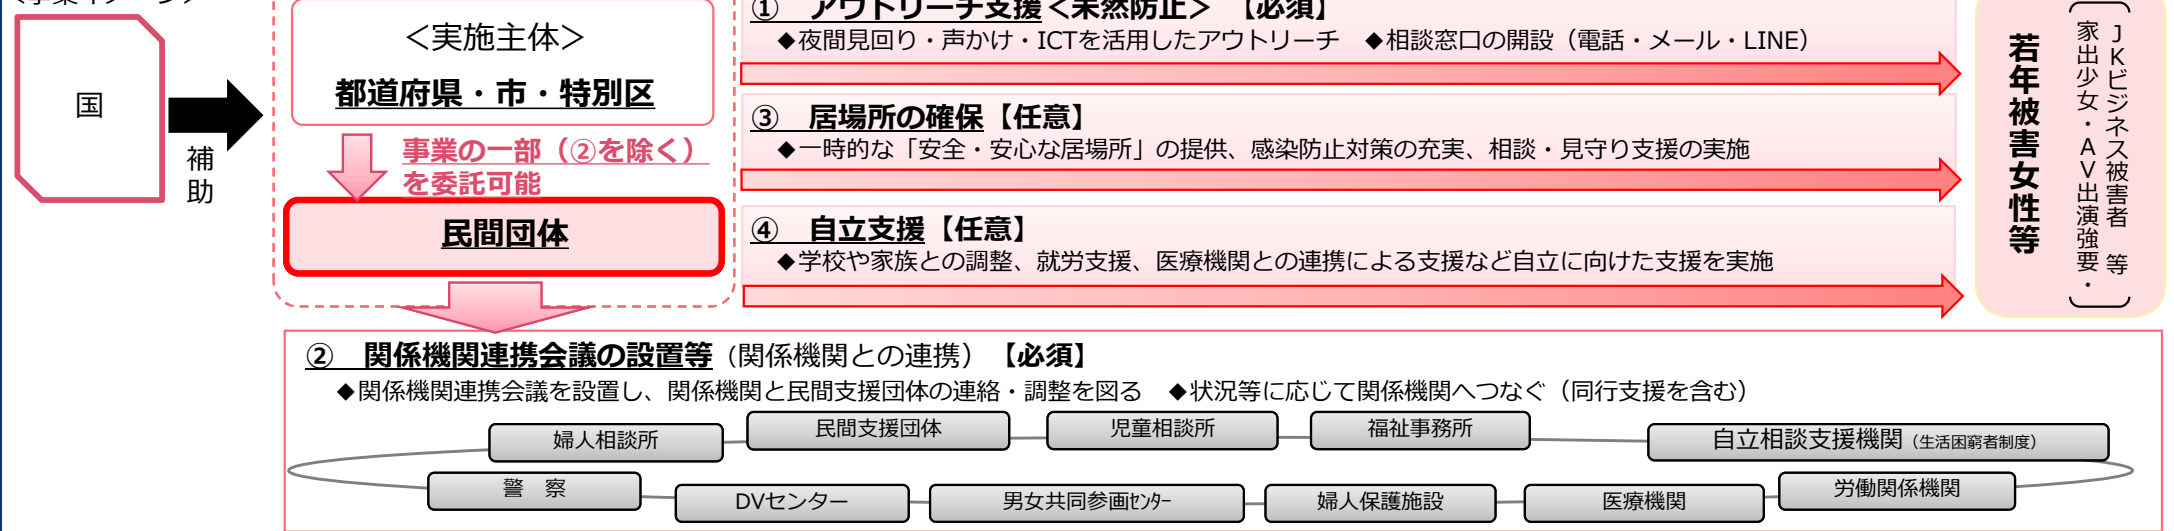 <事業イメージ>
国
補助
<実施主体>
都道府県・市・特別区
事業の一部（②を除く）
を委託可能
民間団体
① アウトリーチ支援<未然防止>【必須】
◆夜間見回り・声かけ・ICTを活用したアウトリーチ ◆相談窓口の開設（電話・メール・LINE）
③ 居場所の確保【任意】
◆一時的な「安全・安心な居場所」の提供、感染防止対策の充実、相談・見守り支援の実施
④ 自立支援【任意】
◆学校や家族との調整、就労支援、医療機関との連携による支援など自立に向けた支援を実施
若年被害女性等
JKビジネス被害者 等
家出少女・AV出演強要・
② 関係機関連携会議の設置等（関係機関との連携）【必須】
◆関係機関連携会議を設置し、関係機関と民間支援団体の連絡・調整を図る ◆状況等に応じて関係機関へつなぐ（同行支援を含む）
婦人相談所
民間支援団体
児童相談所
福祉事務所
自立相談支援機関（生活困窮者制度）
警 察
DVセンター
男女共同参画ｾﾝﾀｰ
婦人保護施設
医療機関
労働関係機関